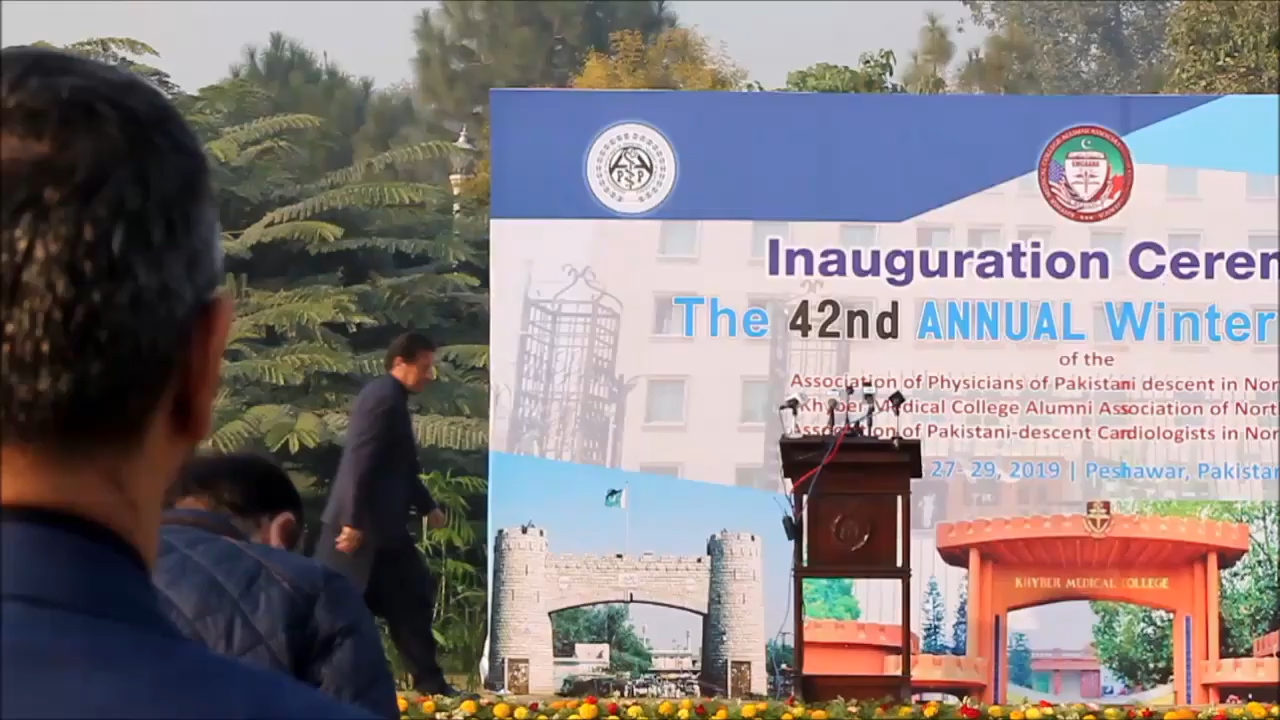 Inauguration Cerem
The 42nd ANNUAL Winter
of the
Association of Physicians of Pakistani descent in Nor
Khyber Medical College Alumni Association of Nort
Association of Pakistani-descent Cardiologists in Nor
27- 29, 2019 | Peshawar, Pakistan
KHYBER MEDICAL COLLEGE